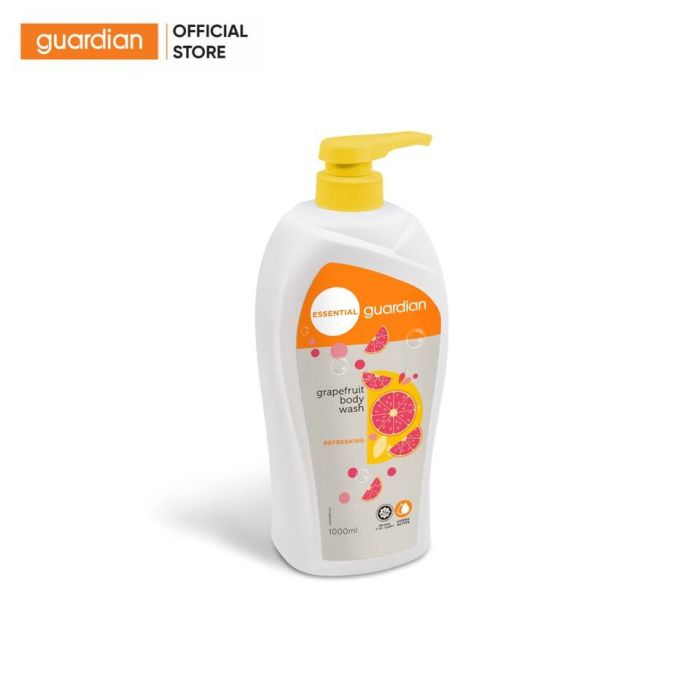 guardian
OFFICIAL
STORE
ESSENTIAL
guardian
grapefruit
body
wash
REFRESHING
1000ml